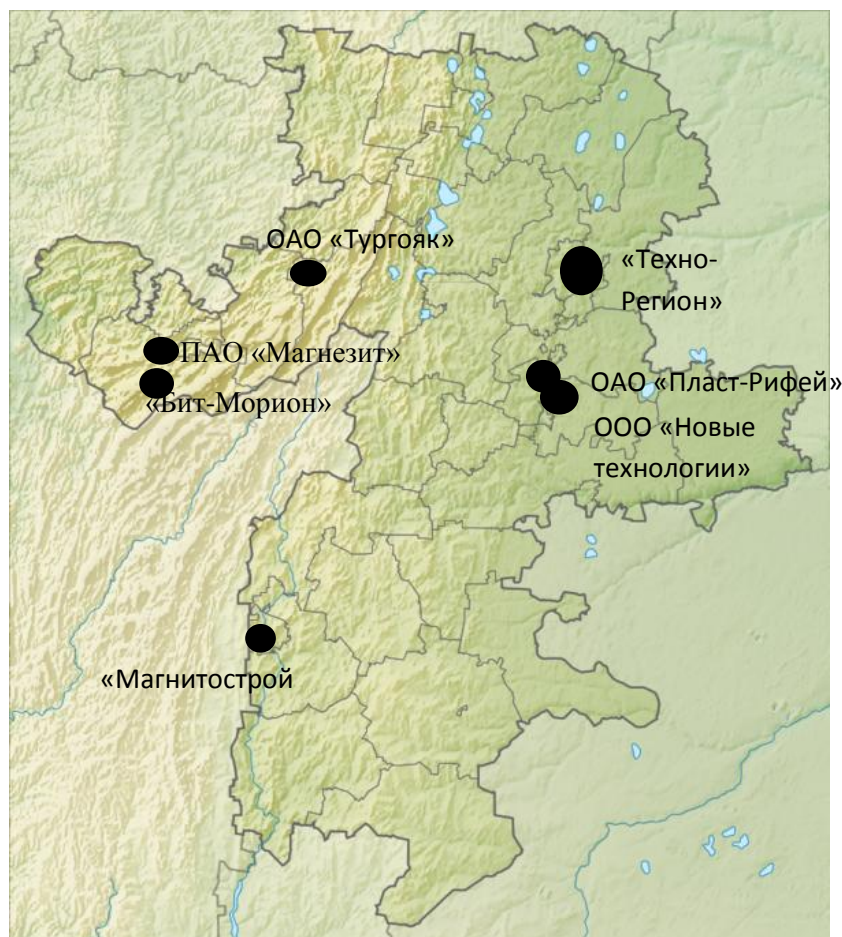 ОАО «Тургояк»
«Техно-
Регион»
ПАО «Магнезит»
«Бит-Морион»
ОАО «Пласт-Рифей»
ООО «Новые
технологии»
«Магнитострой